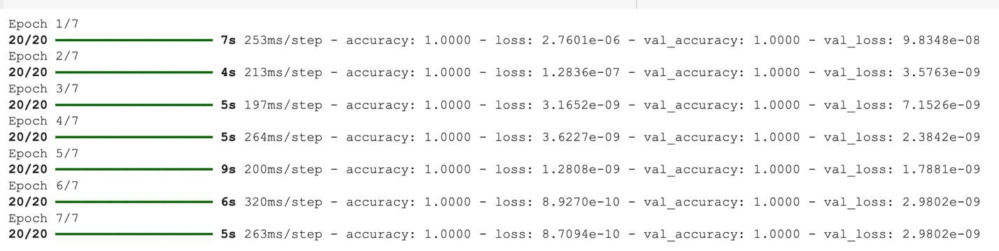 Epoch 1/7
20/20 7s 253ms/step - accuracy: 1.0000 - loss: 2.7601e-06 - val_accuracy: 1.0000 - val_loss: 9.8348e-08
Epoch 2/7
20/20 4s 213ms/step - accuracy: 1.0000 - loss: 1.2836e-07 - val_accuracy: 1.0000 - val_loss: 3.5763e-09
Epoch 3/7
20/20 5s 197ms/step - accuracy: 1.0000 - loss: 3.1652e-09 - val_accuracy: 1.0000 - val_loss: 7.1526e-09
Epoch 4/7
20/20 5s 264ms/step - accuracy: 1.0000 - loss: 3.6227e-09 - val_accuracy: 1.0000 - val_loss: 2.3842e-09
Epoch 5/7
20/20 9s 200ms/step - accuracy: 1.0000 - loss: 1.2808e-09 - val_accuracy: 1.0000 - val_loss: 1.7881e-09
Epoch 6/7
20/20 6s 320ms/step - accuracy: 1.0000 - loss: 8.9270e-10 - val_accuracy: 1.0000 - val_loss: 2.9802e-09
Epoch 7/7
20/20 5s 263ms/step - accuracy: 1.0000 - loss: 8.7094e-10 - val_accuracy: 1.0000 - val_loss: 2.9802e-09